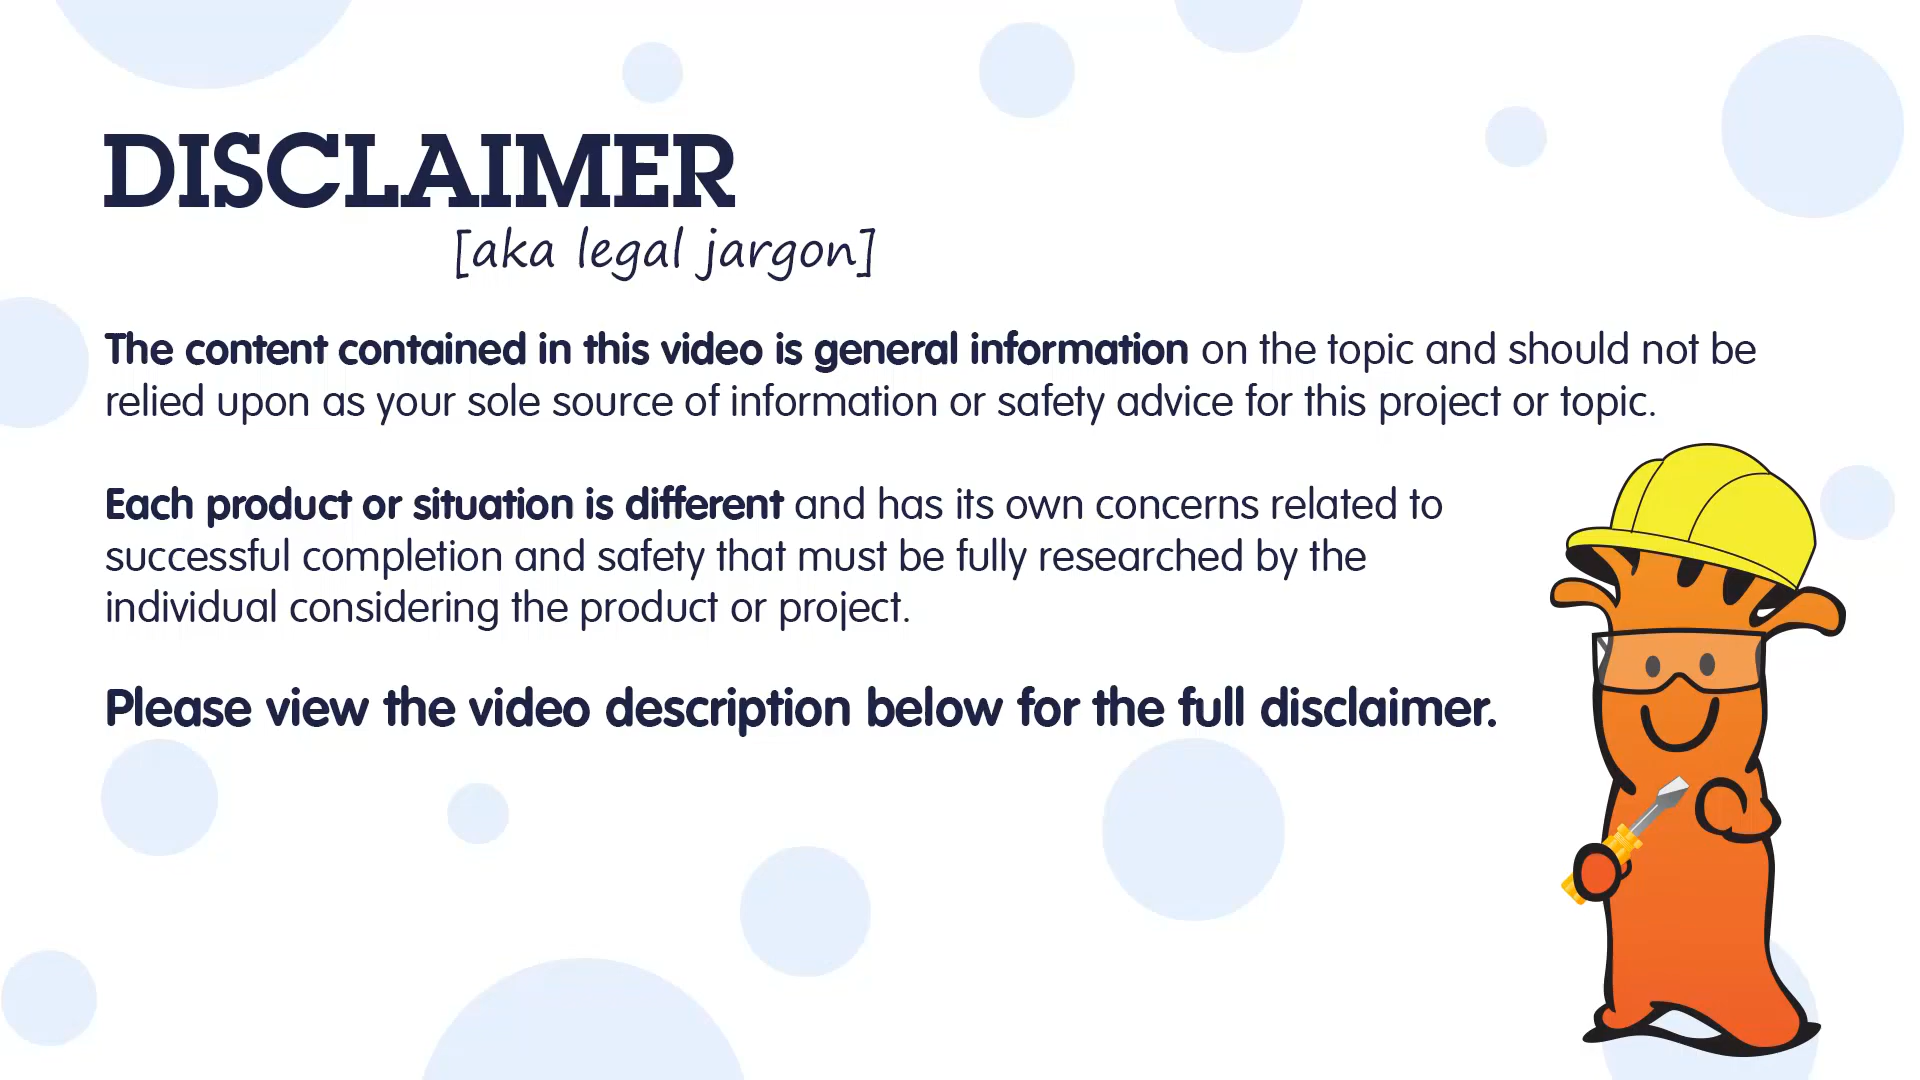 DISCLAIMER
[aka legal jargon]
The content contained in this video is general information on the topic and should not be
relied upon as your sole source of information or safety advice for this project or topic.
Each product or situation is different and has its own concerns related to
successful completion and safety that must be fully researched by the
individual considering the product or project.
Please view the video description below for the full disclaimer.